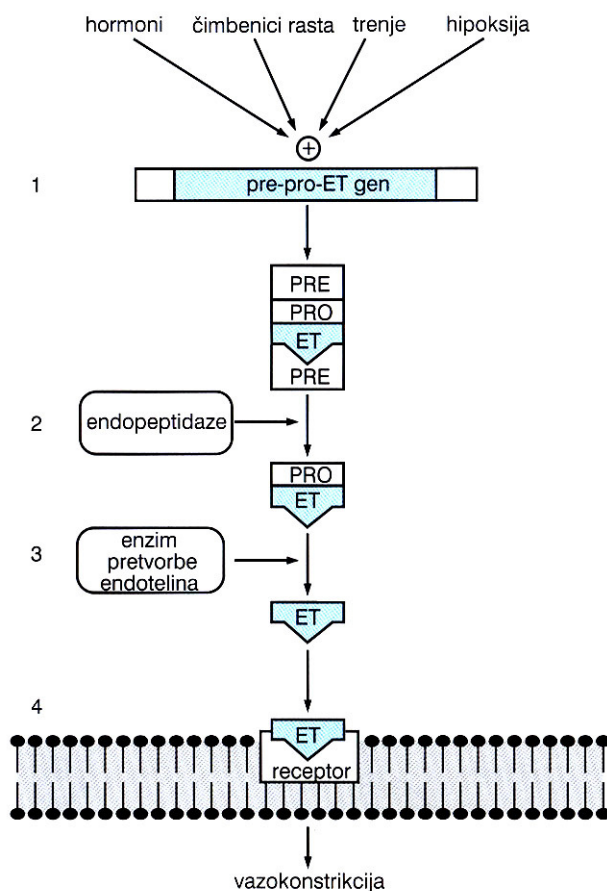 hormoni čimbenici rasta trenje hipoksija
+
1 pre-pro-ET gen
PRE
PRO
ET
PRE
2 endopeptidaze
PRO
ET
3 enzim
pretvorbe
endotelina
ET
4
ET
receptor
vazokonstrikcija